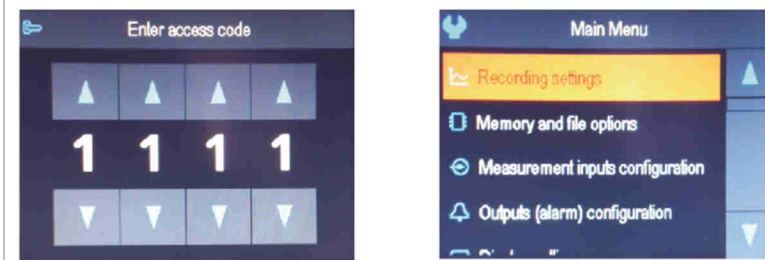 Enter access code
1 1 1 1
Main Menu
Recording settings
Memory and file options
Measurement inputs configuration
Outputs (alarm) configuration